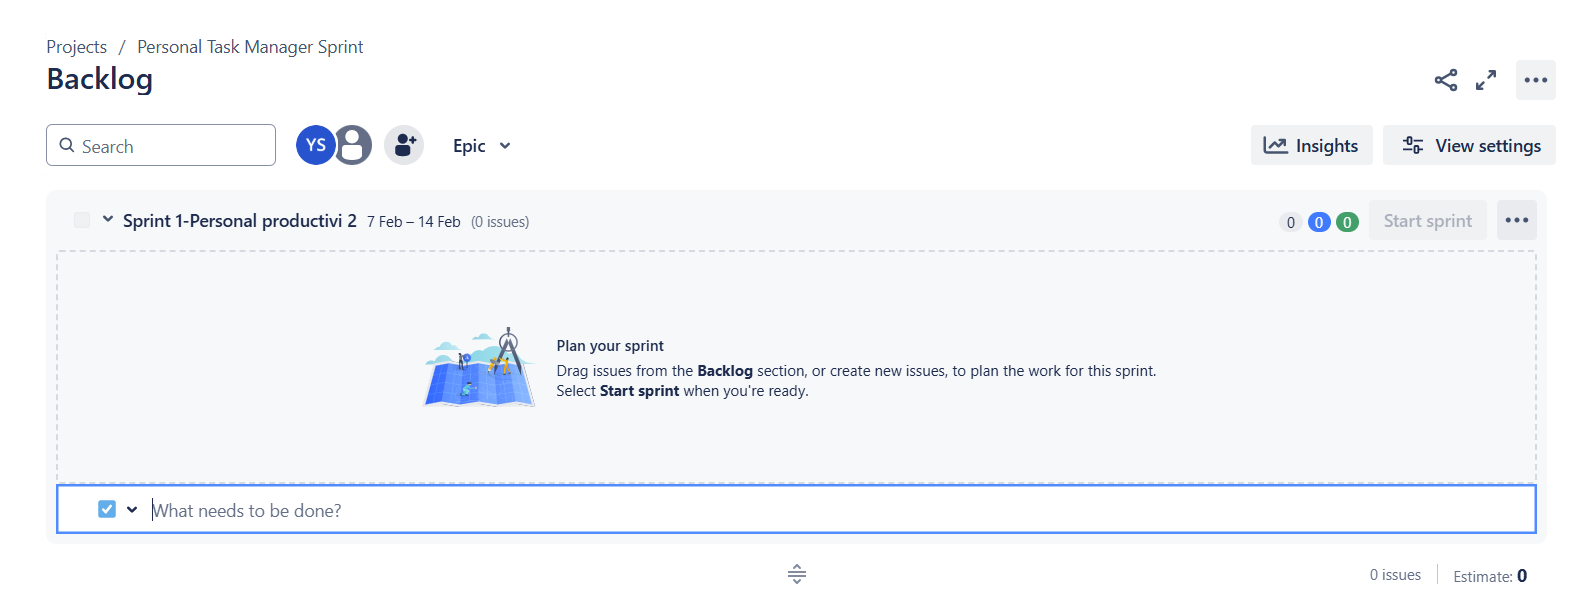 Projects / Personal Task Manager Sprint
Backlog
Search
YS
Epic
Insights
View settings
Sprint 1-Personal productivi 2 7 Feb – 14 Feb (0 issues)
0 0 0
Start sprint
Plan your sprint
Drag issues from the Backlog section, or create new issues, to plan the work for this sprint.
Select Start sprint when you're ready.
What needs to be done?
0 issues
Estimate: 0